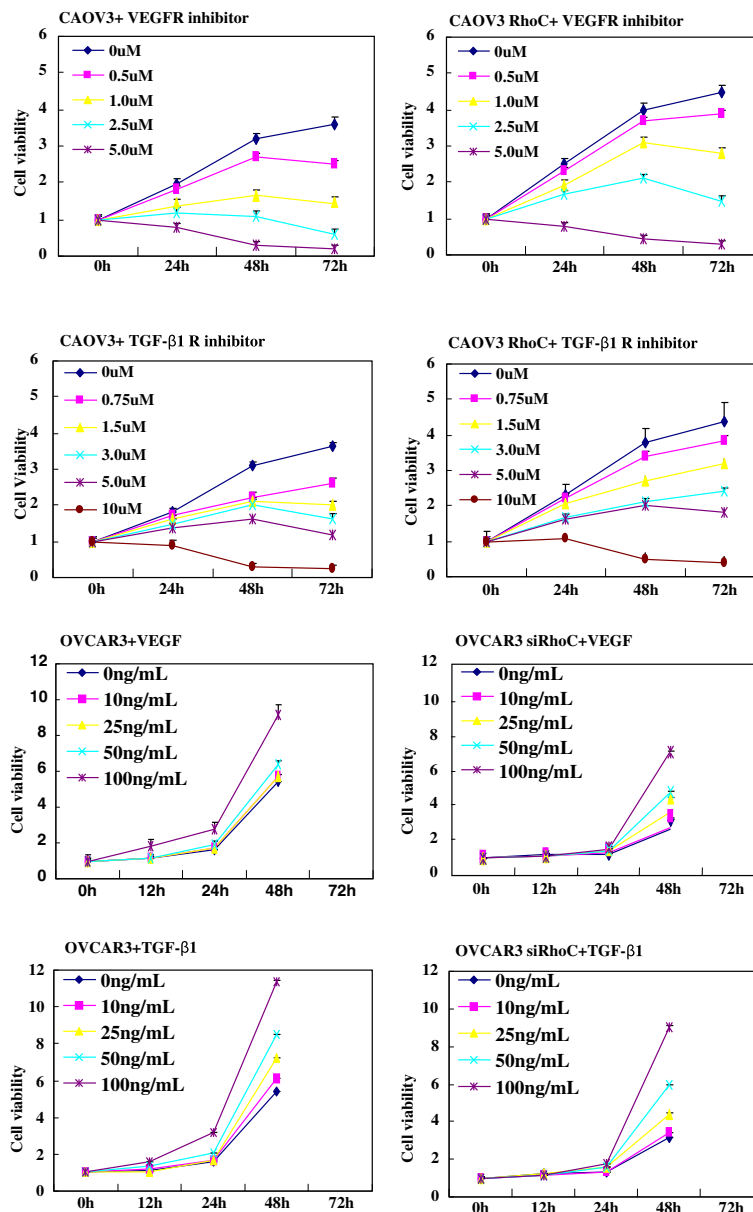 CAOV3+ VEGFR inhibitor
6
5
4
3
2
1
0
Cell viability
0uM
0.5uM
1.0uM
2.5uM
5.0uM
0h
24h
48h
72h
CAOV3 RhoC+ VEGFR inhibitor
6
5
4
3
2
1
0
Cell viability
0uM
0.5uM
1.0uM
2.5uM
5.0uM
0h
24h
48h
72h
CAOV3+ TGF-β1 R inhibitor
6
5
4
3
2
1
0
Cell Viability
0uM
0.75uM
1.5uM
3.0uM
5.0uM
10uM
0h
24h
48h
72h
CAOV3 RhoC+ TGF-β1 R inhibitor
6
5
4
3
2
1
0
Cell viability
0uM
0.75uM
1.5uM
3.0uM
5.0uM
10uM
0h
24h
48h
72h
OVCAR3+VEGF
12
10
8
6
4
2
0
Cell viability
0ng/mL
10ng/mL
25ng/mL
50ng/mL
100ng/mL
0h
12h
24h
48h
72h
OVCAR3 siRhoC+VEGF
12
10
8
6
4
2
0
Cell viability
0ng/mL
10ng/mL
25ng/mL
50ng/mL
100ng/mL
0h
12h
24h
48h
72h
OVCAR3+TGF-β1
12
10
8
6
4
2
0
Cell viability
0ng/mL
10ng/mL
25ng/mL
50ng/mL
100ng/mL
0h
12h
24h
48h
72h
OVCAR3 siRhoC+TGF-β1
12
10
8
6
4
2
0
Cell viability
0ng/mL
10ng/mL
25ng/mL
50ng/mL
100ng/mL
0h
12h
24h
48h
72h